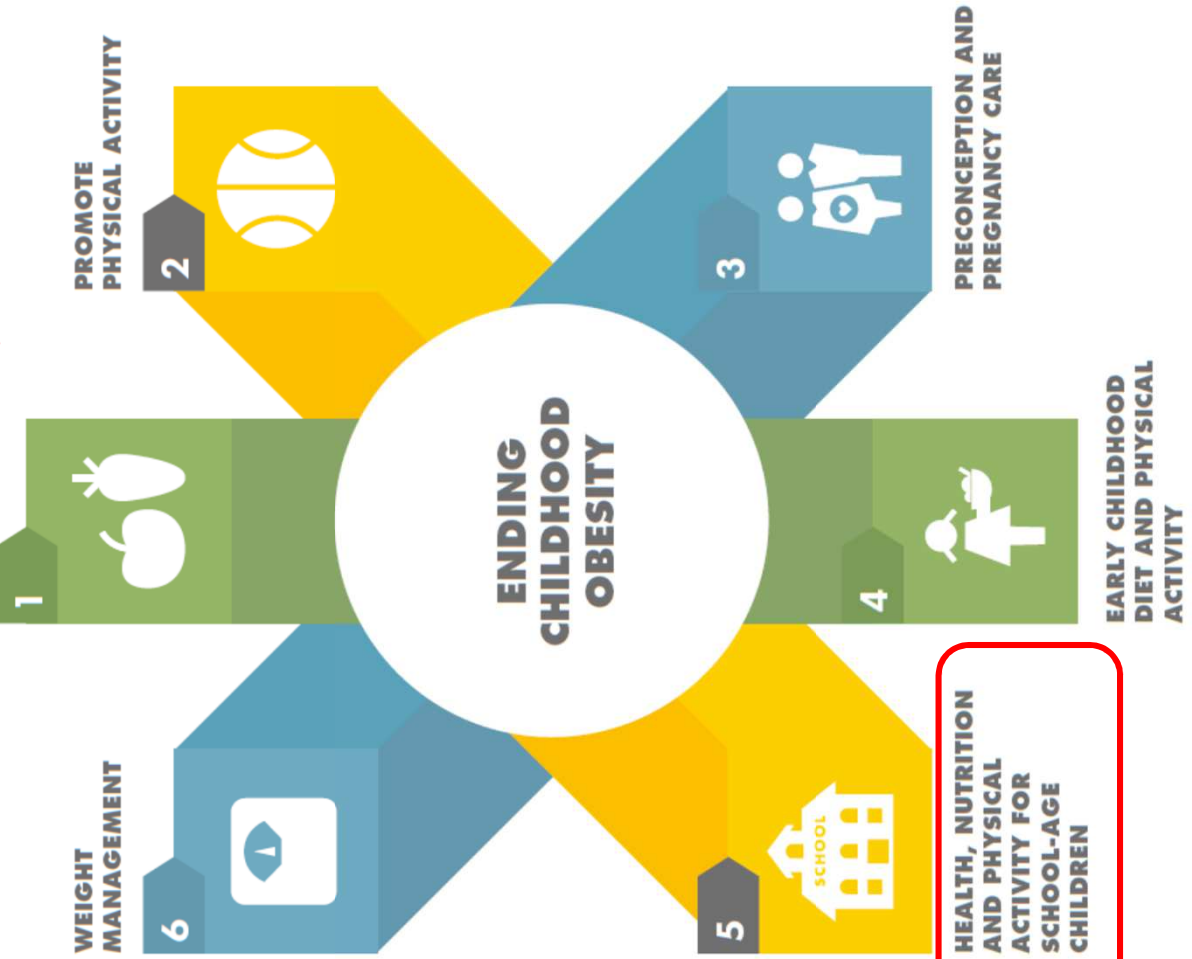 1
PROMOTE
PHYSICAL ACTIVITY
2
PRECONCEPTION AND
PREGNANCY CARE
3
EARLY CHILDHOOD
DIET AND PHYSICAL
ACTIVITY
4
HEALTH, NUTRITION
AND PHYSICAL
ACTIVITY FOR
SCHOOL-AGE
CHILDREN
5
SCHOOL
WEIGHT
MANAGEMENT
6
ENDING
CHILDHOOD
OBESITY